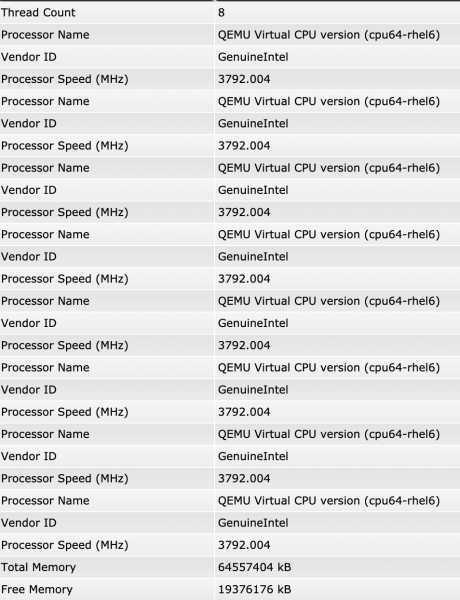 Thread Count 8
Processor Name QEMU Virtual CPU version (cpu64-rhel6)
Vendor ID GenuineIntel
Processor Speed (MHz) 3792.004
Processor Name QEMU Virtual CPU version (cpu64-rhel6)
Vendor ID GenuineIntel
Processor Speed (MHz) 3792.004
Processor Name QEMU Virtual CPU version (cpu64-rhel6)
Vendor ID GenuineIntel
Processor Speed (MHz) 3792.004
Processor Name QEMU Virtual CPU version (cpu64-rhel6)
Vendor ID GenuineIntel
Processor Speed (MHz) 3792.004
Processor Name QEMU Virtual CPU version (cpu64-rhel6)
Vendor ID GenuineIntel
Processor Speed (MHz) 3792.004
Processor Name QEMU Virtual CPU version (cpu64-rhel6)
Vendor ID GenuineIntel
Processor Speed (MHz) 3792.004
Processor Name QEMU Virtual CPU version (cpu64-rhel6)
Vendor ID GenuineIntel
Processor Speed (MHz) 3792.004
Processor Name QEMU Virtual CPU version (cpu64-rhel6)
Vendor ID GenuineIntel
Processor Speed (MHz) 3792.004
Total Memory 64557404 kB
Free Memory 19376176 kB